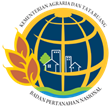 KEMENTERIAN AGRARIA DAN TATA RUANG
BADAN PERTANAHAN NASIONAL